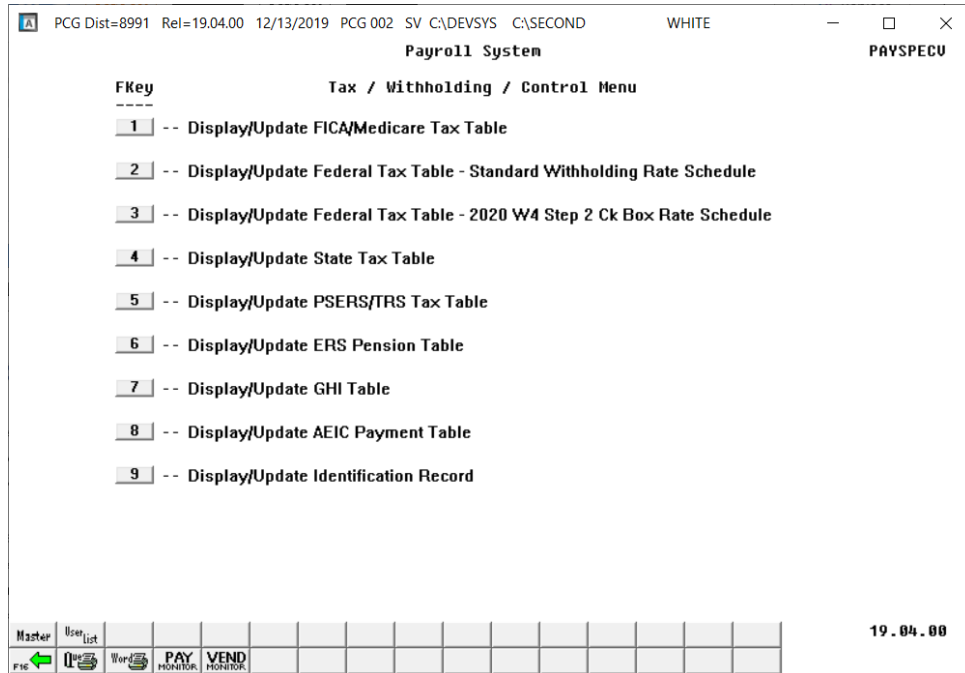 A PCG Dist=8991 Rel=19.04.00 12/13/2019 PCG 002 SV C:\DEVSYS C:\SECOND WHITE
Payroll System PAYSPECV
FKey Tax / Withholding / Control Menu
----
1 -- Display/Update FICA/Medicare Tax Table
2 -- Display/Update Federal Tax Table - Standard Withholding Rate Schedule
3 -- Display/Update Federal Tax Table - 2020 W4 Step 2 Ck Box Rate Schedule
4 -- Display/Update State Tax Table
5 -- Display/Update PSERS/TRS Tax Table
6 -- Display/Update ERS Pension Table
7 -- Display/Update GHI Table
8 -- Display/Update AEIC Payment Table
9 -- Display/Update Identification Record
Master User List 19.04.00
F16 Que Word PAY MONITOR VEND MONITOR